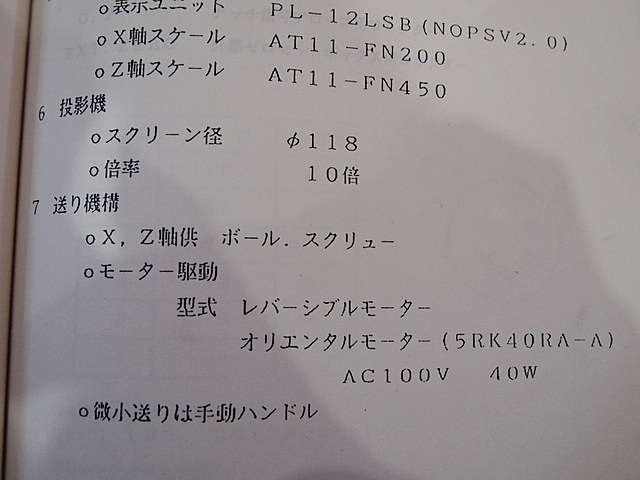 o表示ユニット PL-12LSB(NOPSV2.0)
oX軸スケール AT11-FN200
oZ軸スケール AT11-FN450
6 投影機
oスクリーン径 φ118
o倍率 10倍
7 送り機構
oX,Z軸供 ボール.スクリュー
oモーター駆動
型式 レバーシブルモーター
オリエンタルモーター(5RK40RA-A)
AC100V 40W
o微小送りは手動ハンドル